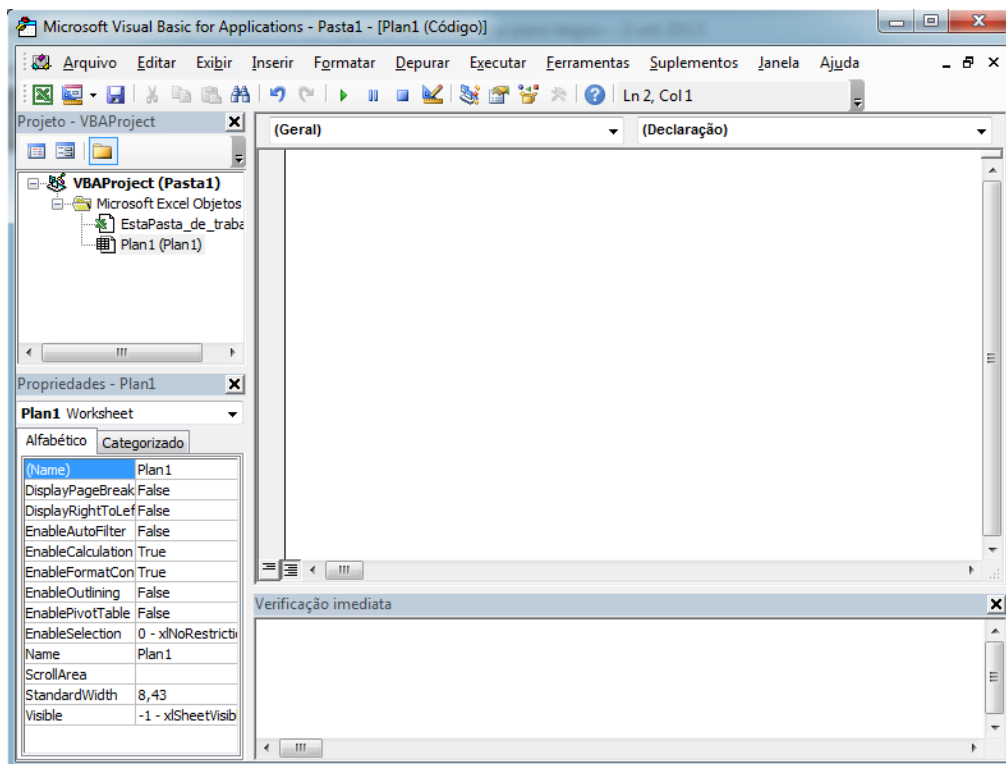 Microsoft Visual Basic for Applications - Pasta1 - [Plan1 (Código)]
Arquivo Editar Exibir Inserir Formatar Depurar Executar Ferramentas Suplementos Janela Ajuda
Ln 2, Col 1
Projeto - VBAProject
VBAProject (Pasta1)
Microsoft Excel Objetos
EstaPasta_de_traba
Plan1 (Plan1)
Propriedades - Plan1
Plan1 Worksheet
Alfabético Categorizado
(Name) Plan1
DisplayPageBreak False
DisplayRightToLef False
EnableAutoFilter False
EnableCalculation True
EnableFormatCon True
EnableOutlining False
EnablePivotTable False
EnableSelection 0 - xlNoRestrictio
Name Plan1
ScrollArea
StandardWidth 8,43
Visible -1 - xlSheetVisib
(Geral) (Declaração)
Verificação imediata